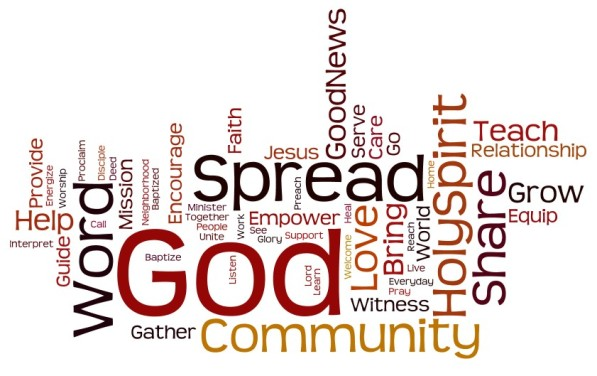 GoodNews
Spread
God
Word
Community
Holyspirit
Share
Love
Bring
World
Teach
Relationship
Grow
Equip
Jesus
Faith
Serve
Care
Go
Home
Encourage
Mission
Help
Provide
Energize
Worship
Proclaim
Disciple
Deed
Neighborhood
Baptized
Call
Interpret
Guide
Minister
Together
People
Unite
Work
Empower
Preach
See
Glory
Support
Heal
Welcome
Reach
Live
Everyday
Pray
Witness
Lord
Learn
Listen
Baptize
Gather